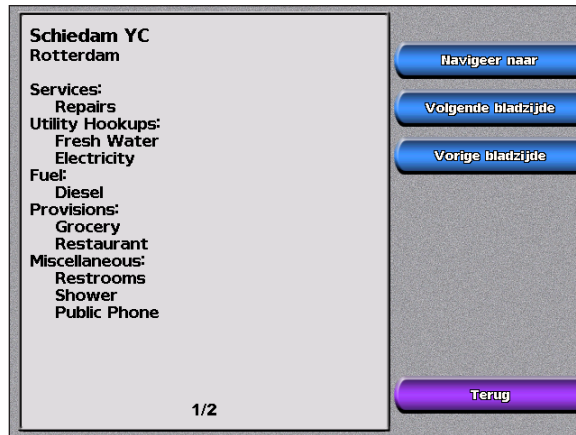 Schiedam YC
Rotterdam
Services:
Repairs
Utility Hookups:
Fresh Water
Electricity
Fuel:
Diesel
Provisions:
Grocery
Restaurant
Miscellaneous:
Restrooms
Shower
Public Phone
1/2
Navigeer naar
Volgende bladzijde
Vorige bladzijde
Terug